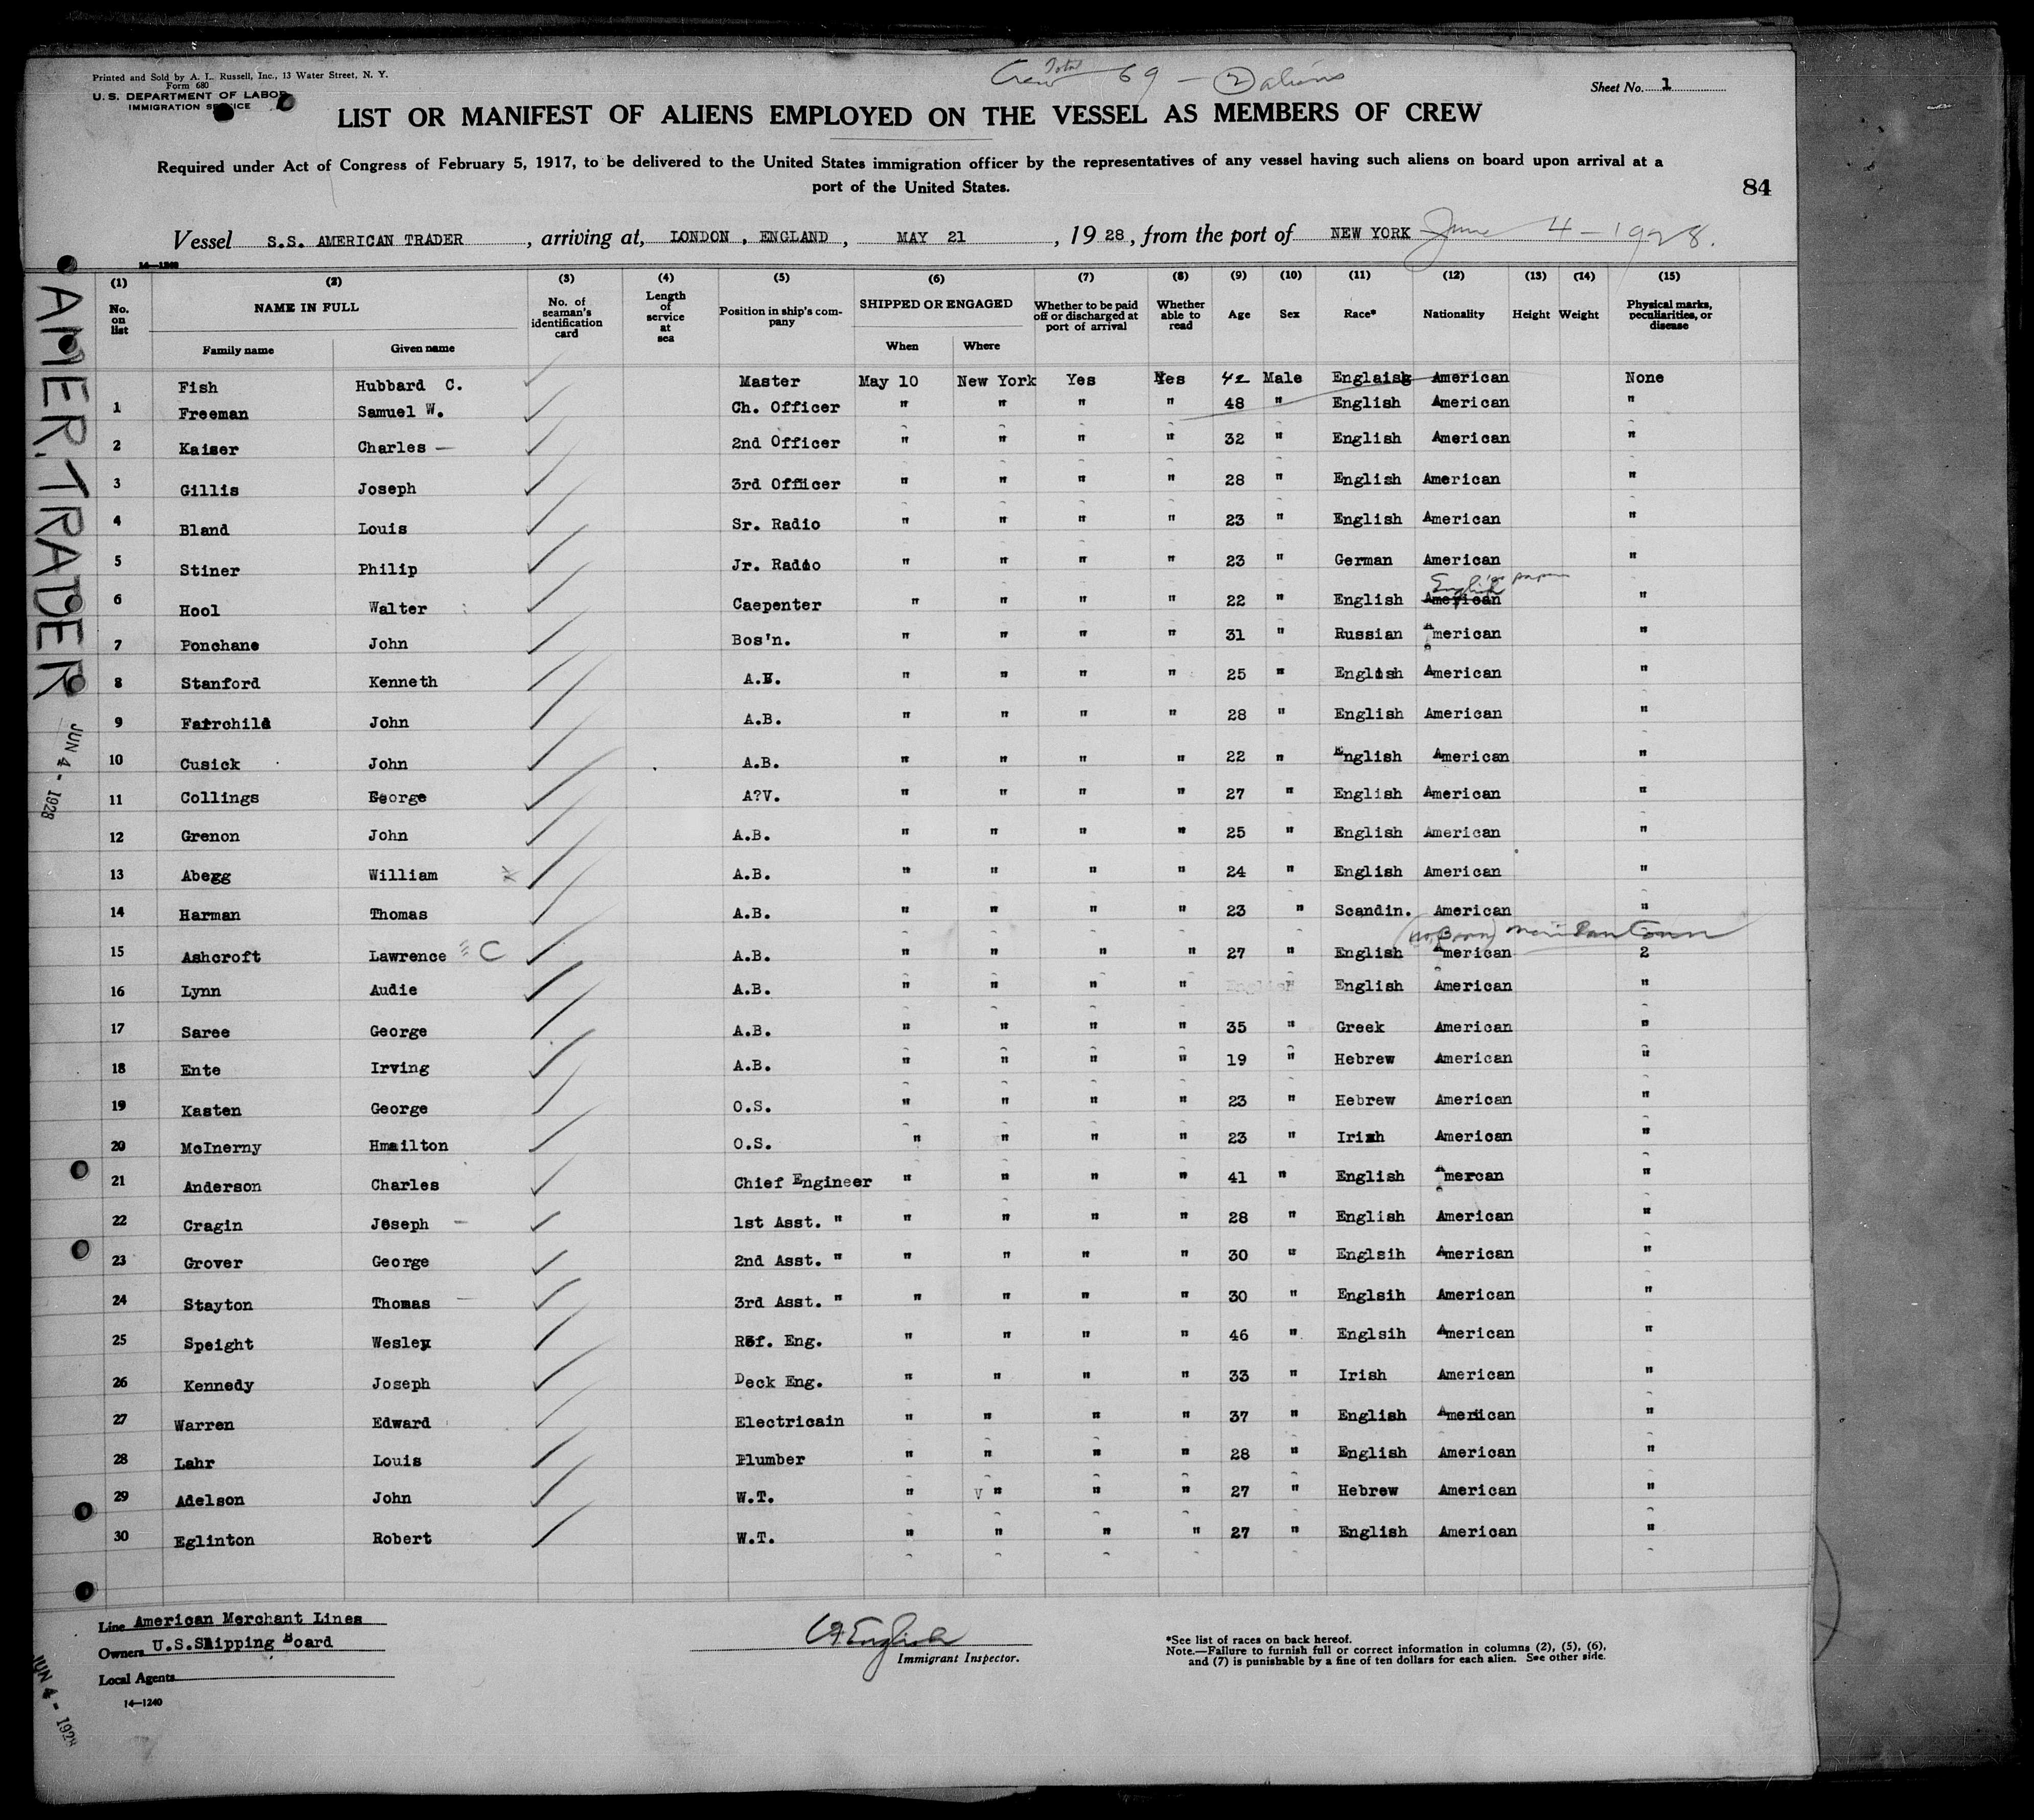 Printed and Sold by A. L. Russell, Inc., 13 Water Street, N. Y.
Form 680
U. S. DEPARTMENT OF LABOR
IMMIGRATION SERVICE
Crew Total 69 — 2 aliens
Sheet No. 1
LIST OR MANIFEST OF ALIENS EMPLOYED ON THE VESSEL AS MEMBERS OF CREW
Required under Act of Congress of February 5, 1917, to be delivered to the United States immigration officer by the representatives of any vessel having such aliens on board upon arrival at a
port of the United States.
84
Vessel S.S. AMERICAN TRADER, arriving at, LONDON, ENGLAND, MAY 21, 1928, from the port of NEW YORK June 4-1928.
14—1240
(1) (2) (3) (4) (5) (6) (7) (8) (9) (10) (11) (12) (13) (14) (15)
No. on list NAME IN FULL No. of seaman's identification card Length of service at sea Position in ship's company SHIPPED OR ENGAGED Whether to be paid off or discharged at port of arrival Whether able to read Age Sex Race* Nationality Height Weight Physical marks, peculiarities, or disease
Family name Given name When Where
Fish Hubbard C. Master May 10 New York Yes Yes 42 Male Englaisg American None
1 Freeman Samuel W. Ch. Officer " " " " 48 " English American "
2 Kaiser Charles — 2nd Officer " " " " 32 " English American "
3 Gillis Joseph 3rd Officer " " " " 28 " English American "
4 Bland Louis Sr. Radio " " " " 23 " English American "
5 Stiner Philip Jr. Radio " " " " 23 " German American "
English no papers
6 Hool Walter Caepenter " " " " 22 " English American "
7 Ponchane John Bos'n. " " " " 31 " Russian American "
8 Stanford Kenneth A.B. " " " " 25 " English American "
9 Fairchild John A.B. " " " " 28 " English American "
10 Cusick John A.B. " " " " 22 " English American "
11 Collings George A?V. " " " " 27 " English American "
12 Grenon John A.B. " " " " 25 " English American "
13 Abegg William A.B. " " " " 24 " English American "
14 Harman Thomas A.B. " " " " 23 " Scandin. American "
15 Ashcroft Lawrence C A.B. " " " " 27 " English American 2
16 Lynn Audie A.B. " " " " English English American "
17 Saree George A.B. " " " " 35 " Greek American "
18 Ente Irving A.B. " " " " 19 " Hebrew American "
19 Kasten George O.S. " " " " 23 " Hebrew American "
20 McInerny Hmailton O.S. " " " " 23 " Irish American "
21 Anderson Charles Chief Engineer " " " " 41 " English Amercan "
22 Cragin Joseph — 1st Asst. " " " " " 28 " English American "
23 Grover George 2nd Asst. " " " " " 30 " Englsih American "
24 Stayton Thomas — 3rd Asst. " " " " " 30 " Englsih American "
25 Speight Wesley Ref. Eng. " " " " 46 " Englsih American "
26 Kennedy Joseph Deck Eng. " " " " 33 " Irish American "
27 Warren Edward Electricain " " " " 37 " English American "
28 Lahr Louis Plumber " " " " 28 " English American "
29 Adelson John W.T. " V " " " 27 " Hebrew American "
30 Eglinton Robert W.T. " " " " 27 " English American "
AMER. TRADER
JUN 4 - 1928
Line American Merchant Lines
Owners U.S.Shipping Board
Local Agents
14—1240
English
Immigrant Inspector.
*See list of races on back hereof.
Note.—Failure to furnish full or correct information in columns (2), (5), (6),
and (7) is punishable by a fine of ten dollars for each alien. See other side.
JUN 4 - 1928